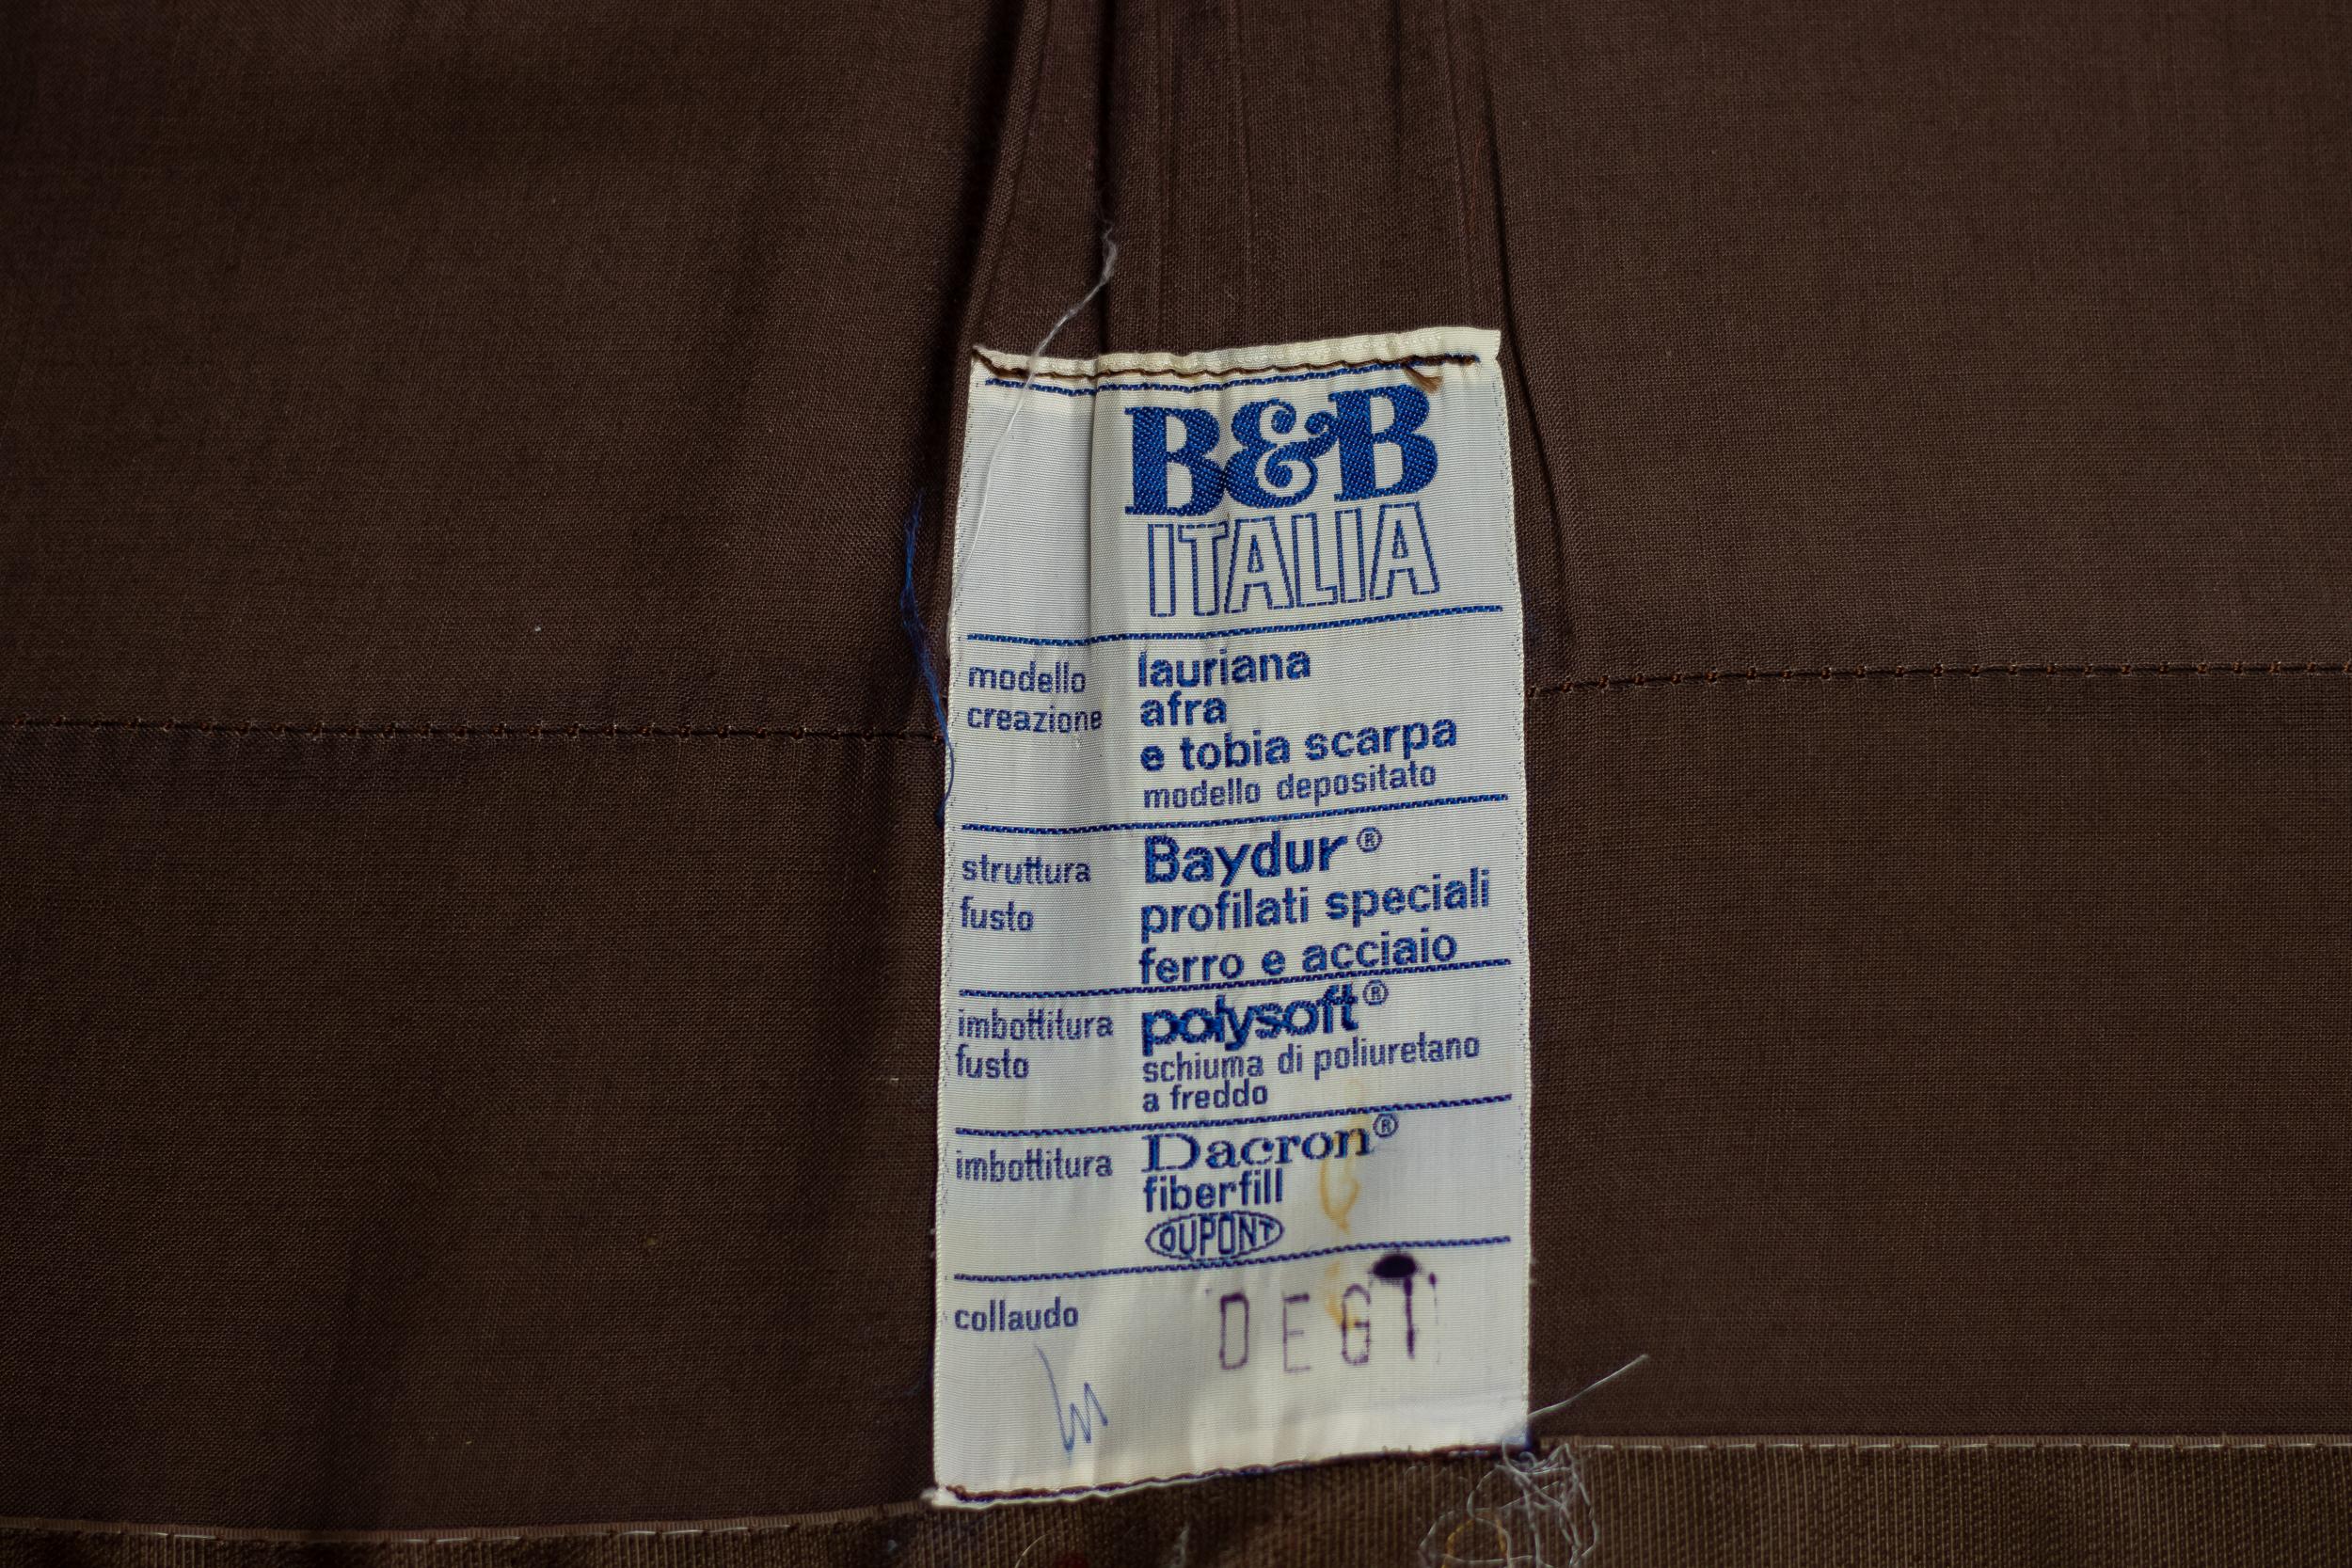 B&B
ITALIA
modello lauriana
creazione afra
e tobia scarpa
modello depositato
struttura Baydur®
fusto profilati speciali
ferro e acciaio
imbottitura polysoft®
fusto schiuma di poliuretano
a freddo
imbottitura Dacron®
fiberfill
DUPONT
collaudo